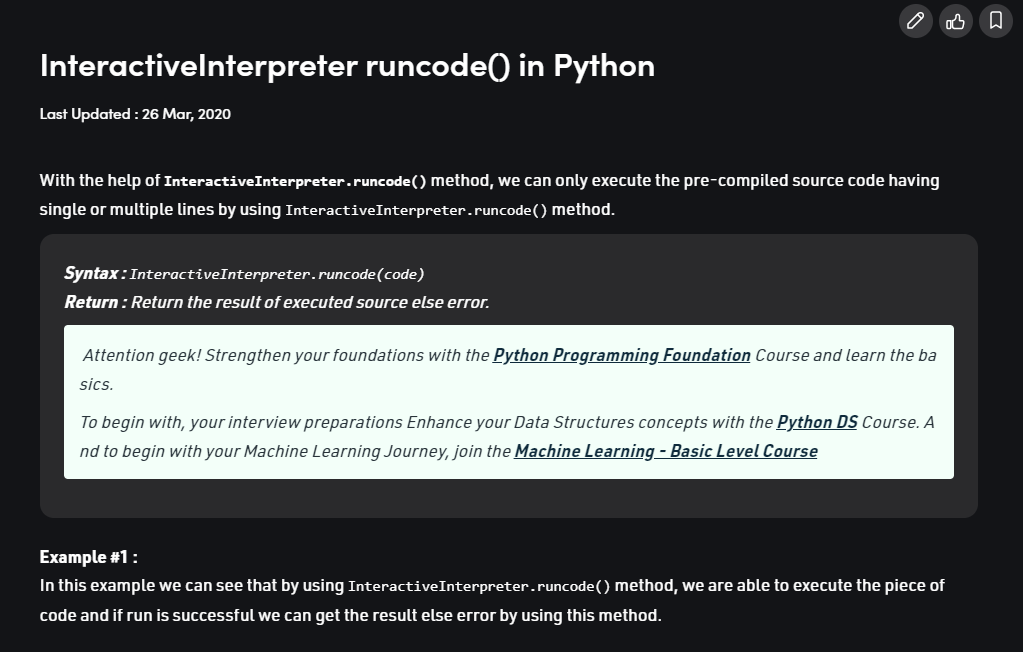 InteractiveInterpreter runcode() in Python
Last Updated : 26 Mar, 2020
With the help of InteractiveInterpreter.runcode() method, we can only execute the pre-compiled source code having
single or multiple lines by using InteractiveInterpreter.runcode() method.
Syntax : InteractiveInterpreter.runcode(code)
Return : Return the result of executed source else error.
Attention geek! Strengthen your foundations with the Python Programming Foundation Course and learn the ba
sics.
To begin with, your interview preparations Enhance your Data Structures concepts with the Python DS Course. A
nd to begin with your Machine Learning Journey, join the Machine Learning - Basic Level Course
Example #1 :
In this example we can see that by using InteractiveInterpreter.runcode() method, we are able to execute the piece of
code and if run is successful we can get the result else error by using this method.